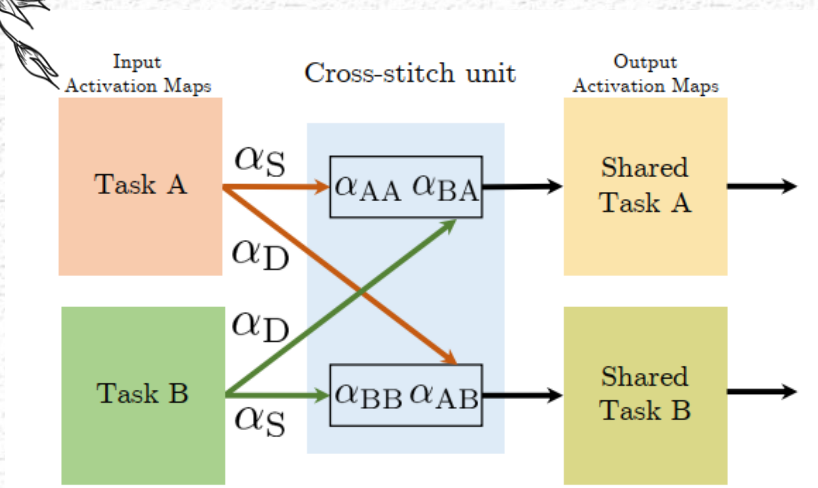 Input
Activation Maps
Cross-stitch unit
Output
Activation Maps
Task A
αS
αAA αBA
Shared
Task A
αD
αD
Task B
αS
αBB αAB
Shared
Task B